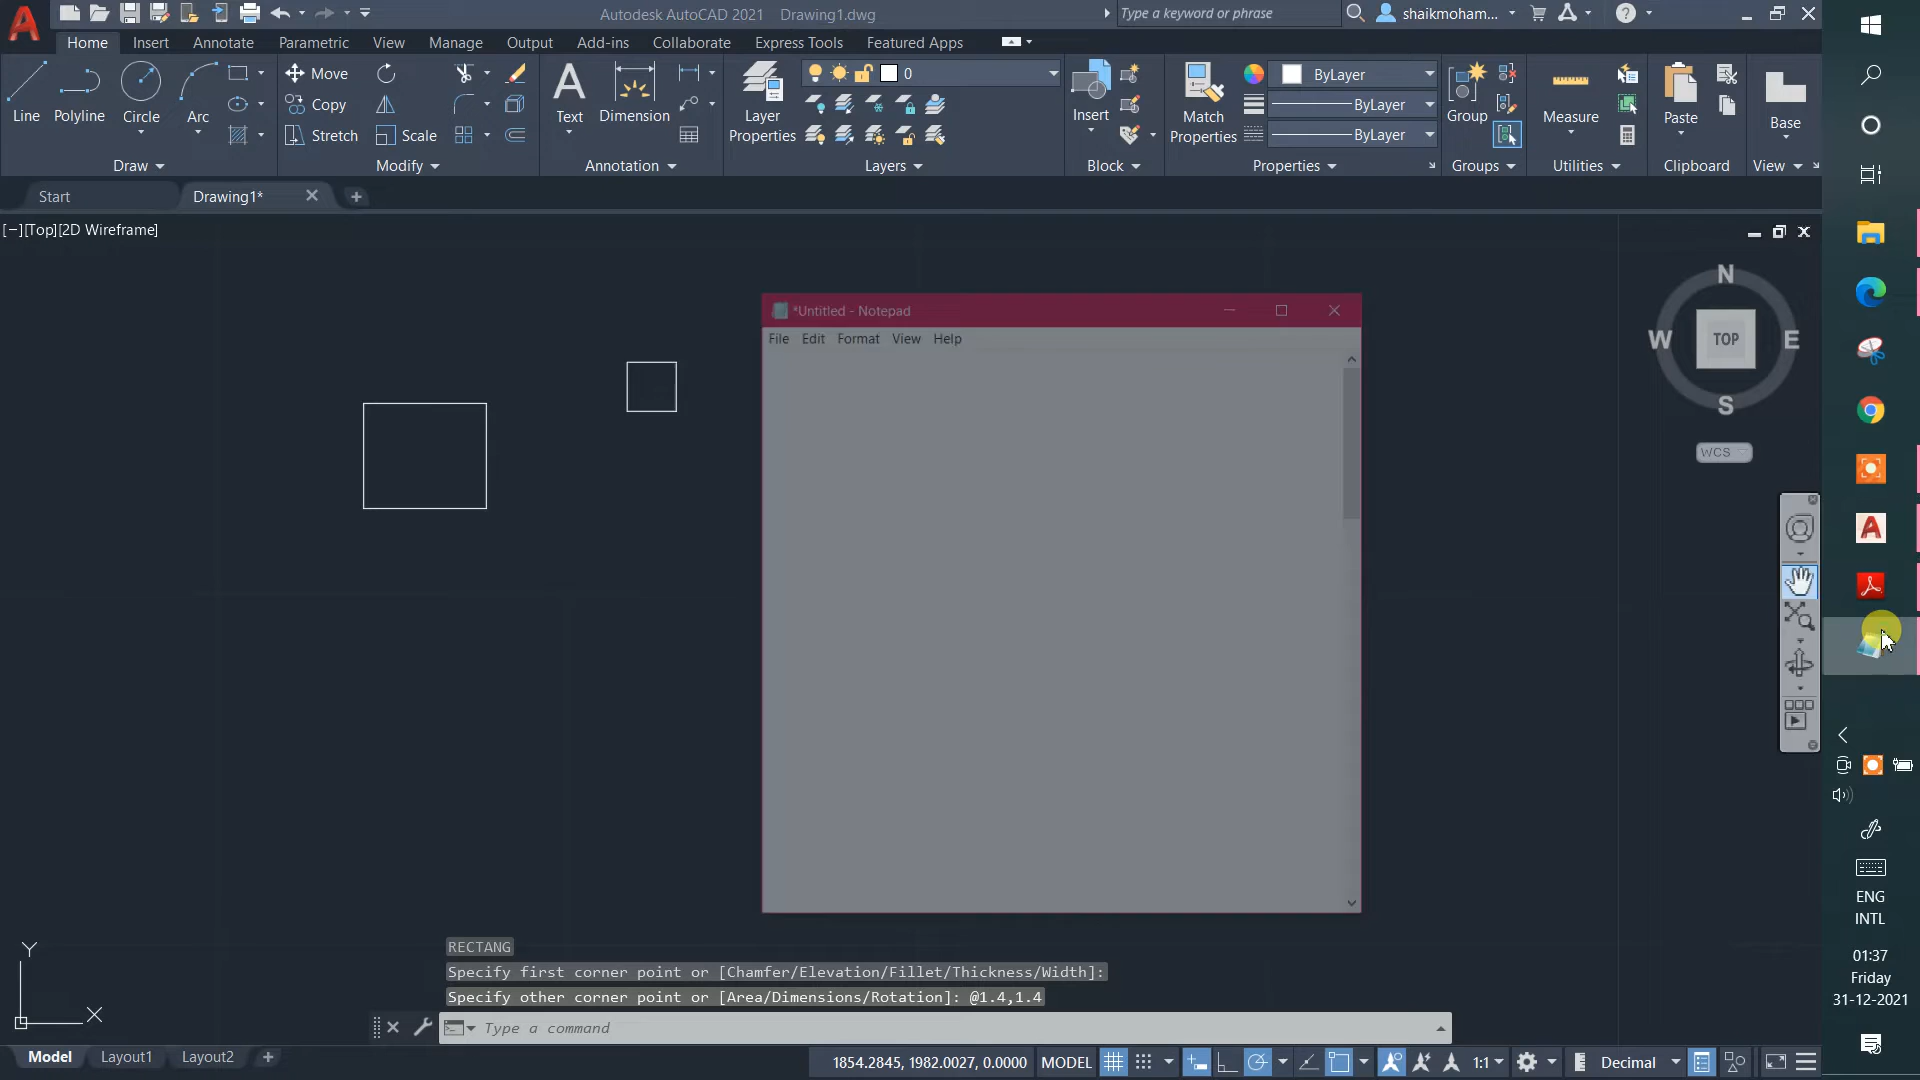 Autodesk AutoCAD 2021 Drawing1.dwg
Type a keyword or phrase
shaikmoham...
Home Insert Annotate Parametric View Manage Output Add-ins Collaborate Express Tools Featured Apps
Line Polyline Circle Arc
Move
Copy
Stretch Scale
Text Dimension
Layer
Properties
0
Insert
Match
Properties
ByLayer
ByLayer
ByLayer
Group
Measure
Paste
Base
Draw Modify Annotation Layers Block Properties Groups Utilities Clipboard View
Start Drawing1*
[−][Top][2D Wireframe]
N
W TOP E
S
WCS
*Untitled - Notepad
File Edit Format View Help
Y
X
RECTANG
Specify first corner point or [Chamfer/Elevation/Fillet/Thickness/Width]:
Specify other corner point or [Area/Dimensions/Rotation]: @1.4,1.4
Type a command
Model Layout1 Layout2
1854.2845, 1982.0027, 0.0000 MODEL 1:1 Decimal
ENG
INTL
01:37
Friday
31-12-2021